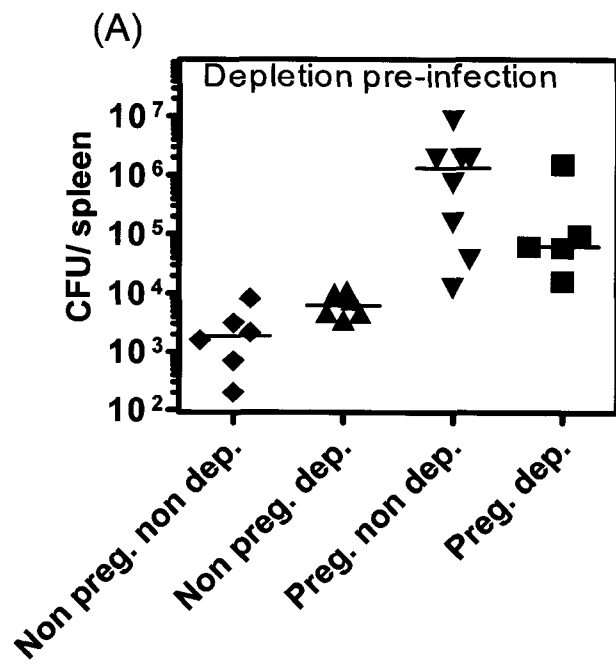 (A)
Depletion pre-infection
CFU/ spleen
10⁷
10⁶
10⁵
10⁴
10³
10²
Non preg. non dep.
Non preg. dep.
Preg. non dep.
Preg. dep.